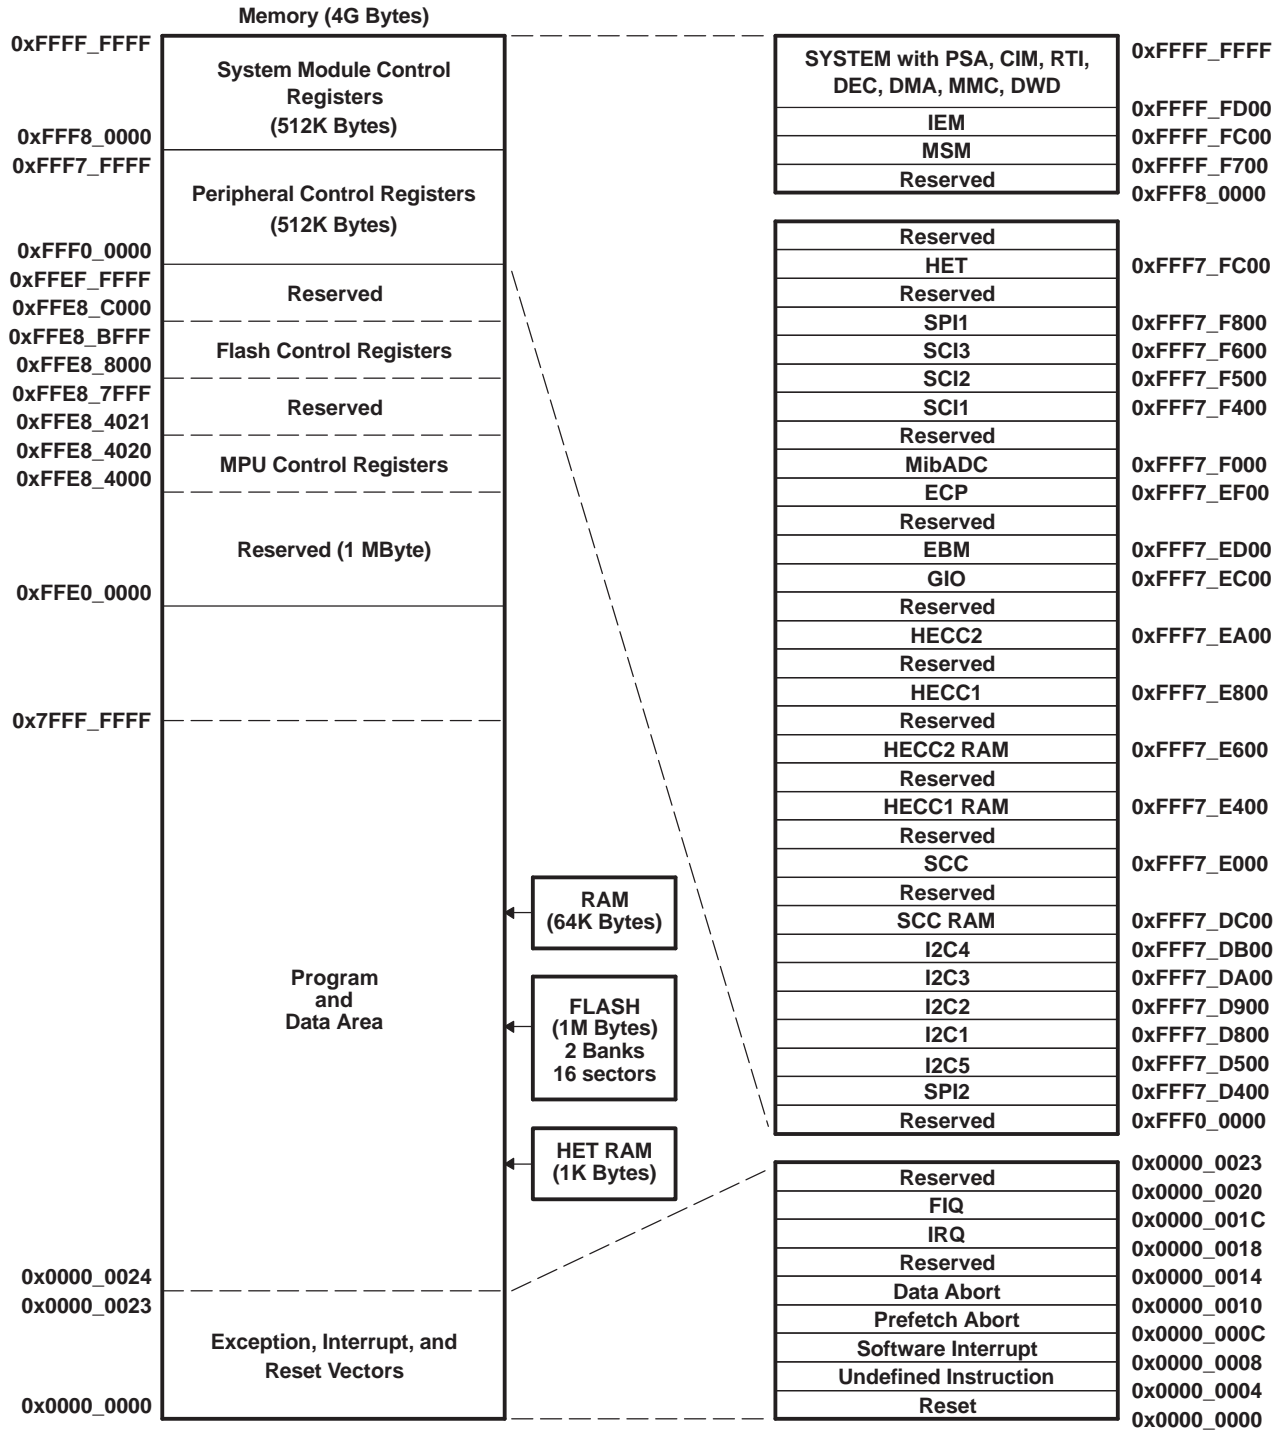 Memory (4G Bytes)
0xFFFF_FFFF
System Module Control
Registers
(512K Bytes)
0xFFF8_0000
0xFFF7_FFFF
Peripheral Control Registers
(512K Bytes)
0xFFF0_0000
0xFFEF_FFFF
Reserved
0xFFE8_C000
0xFFE8_BFFF
Flash Control Registers
0xFFE8_8000
0xFFE8_7FFF
Reserved
0xFFE8_4021
0xFFE8_4020
MPU Control Registers
0xFFE8_4000
Reserved (1 MByte)
0xFFE0_0000
0x7FFF_FFFF
Program
and
Data Area
0x0000_0024
0x0000_0023
Exception, Interrupt, and
Reset Vectors
0x0000_0000
RAM
(64K Bytes)
FLASH
(1M Bytes)
2 Banks
16 sectors
HET RAM
(1K Bytes)
SYSTEM with PSA, CIM, RTI,
DEC, DMA, MMC, DWD
0xFFFF_FFFF
0xFFFF_FD00
IEM
0xFFFF_FC00
MSM
0xFFFF_F700
Reserved
0xFFF8_0000
Reserved
HET 0xFFF7_FC00
Reserved
SPI1 0xFFF7_F800
SCI3 0xFFF7_F600
SCI2 0xFFF7_F500
SCI1 0xFFF7_F400
Reserved
MibADC 0xFFF7_F000
ECP 0xFFF7_EF00
Reserved
EBM 0xFFF7_ED00
GIO 0xFFF7_EC00
Reserved
HECC2 0xFFF7_EA00
Reserved
HECC1 0xFFF7_E800
Reserved
HECC2 RAM 0xFFF7_E600
Reserved
HECC1 RAM 0xFFF7_E400
Reserved
SCC 0xFFF7_E000
Reserved
SCC RAM 0xFFF7_DC00
I2C4 0xFFF7_DB00
I2C3 0xFFF7_DA00
I2C2 0xFFF7_D900
I2C1 0xFFF7_D800
I2C5 0xFFF7_D500
SPI2 0xFFF7_D400
Reserved 0xFFF0_0000
0x0000_0023
Reserved
0x0000_0020
FIQ
0x0000_001C
IRQ
0x0000_0018
Reserved
0x0000_0014
Data Abort
0x0000_0010
Prefetch Abort
0x0000_000C
Software Interrupt
0x0000_0008
Undefined Instruction
0x0000_0004
Reset
0x0000_0000